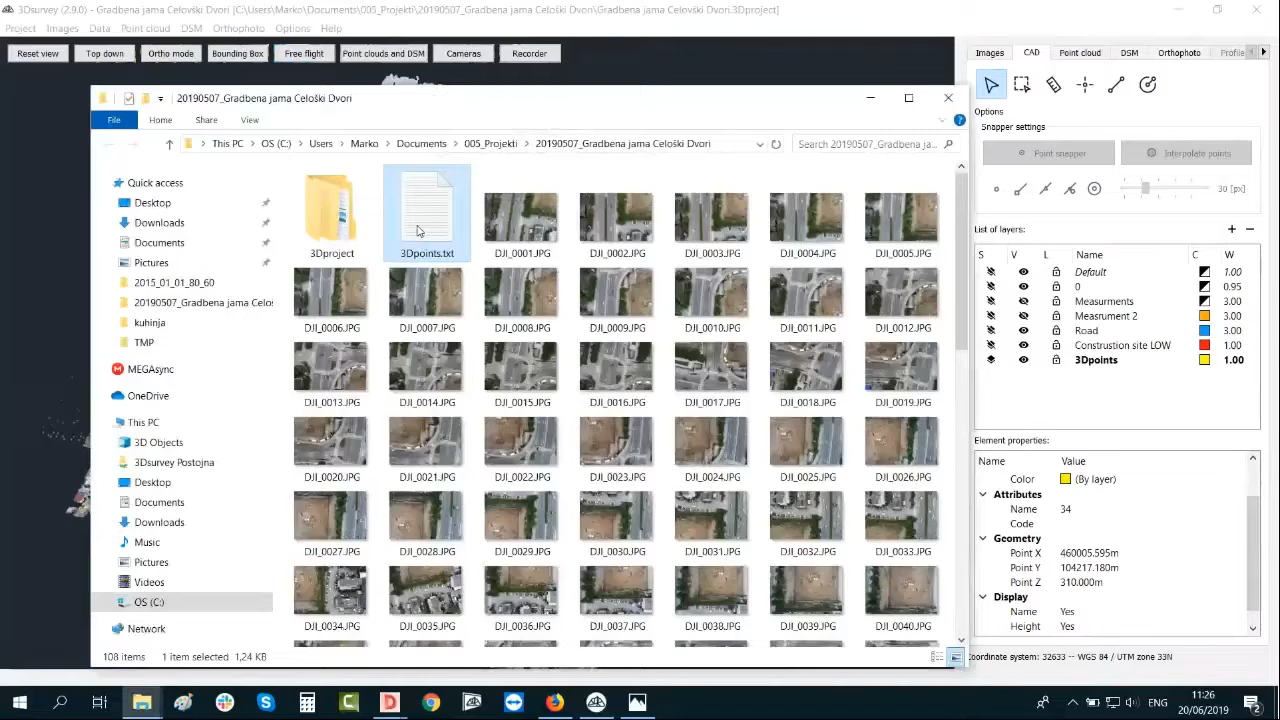 3Dsurvey (2.9.0) - Gradbena jama Celovški Dvori [C:\Users\Marko\Documents\005_Projekti\20190507_Gradbena jama Celoški Dvori\Gradbena jama Celovški Dvori.3Dproject]
Project Images Data Point cloud DSM Orthophoto Options Help
Reset view Top down Ortho mode Bounding Box Free flight Point clouds and DSM Cameras Recorder
Images CAD Point cloud DSM Orthophoto Profile
20190507_Gradbena jama Celoški Dvori
File Home Share View
This PC OS (C:) Users Marko Documents 005_Projekti 20190507_Gradbena jama Celoški Dvori
Search 20190507_Gradbena ja...
Quick access
Desktop
Downloads
Documents
Pictures
2015_01_01_80_60
20190507_Gradbena jama Celos
kuhinja
TMP
MEGAsync
OneDrive
This PC
3D Objects
3Dsurvey Postojna
Desktop
Documents
Downloads
Music
Pictures
Videos
OS (C:)
Network
3Dproject 3Dpoints.txt DJI_0001.JPG DJI_0002.JPG DJI_0003.JPG DJI_0004.JPG DJI_0005.JPG
DJI_0006.JPG DJI_0007.JPG DJI_0008.JPG DJI_0009.JPG DJI_0010.JPG DJI_0011.JPG DJI_0012.JPG
DJI_0013.JPG DJI_0014.JPG DJI_0015.JPG DJI_0016.JPG DJI_0017.JPG DJI_0018.JPG DJI_0019.JPG
DJI_0020.JPG DJI_0021.JPG DJI_0022.JPG DJI_0023.JPG DJI_0024.JPG DJI_0025.JPG DJI_0026.JPG
DJI_0027.JPG DJI_0028.JPG DJI_0029.JPG DJI_0030.JPG DJI_0031.JPG DJI_0032.JPG DJI_0033.JPG
DJI_0034.JPG DJI_0035.JPG DJI_0036.JPG DJI_0037.JPG DJI_0038.JPG DJI_0039.JPG DJI_0040.JPG
108 items 1 item selected 1,24 KB
Options
Snapper settings
Point snapper Interpolate points
30 [px]
List of layers:
S V L Name C W
Default 1.00
0 0.95
Measurments 3.00
Measurment 2 3.00
Road 3.00
Construstion site LOW 1.00
3Dpoints 1.00
Element properties:
Name Value
Color (By layer)
Attributes
Name 34
Code
Geometry
Point X 460005.595m
Point Y 104217.180m
Point Z 310.000m
Display
Name Yes
Height Yes
oordinate system: 32633 -- WGS 84 / UTM zone 33N
ENG
11:26
20/06/2019
2